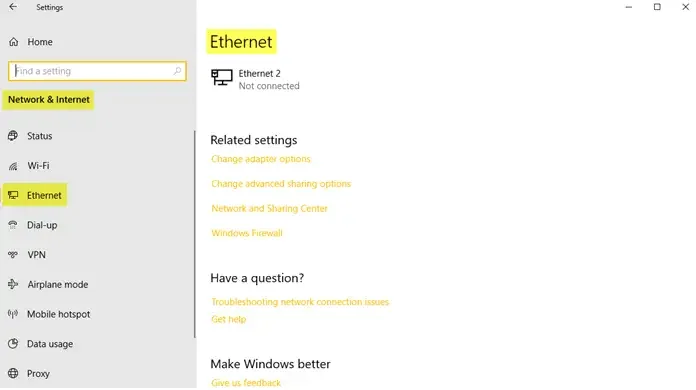 Settings
Home
Find a setting
Network & Internet
Status
Wi-Fi
Ethernet
Dial-up
VPN
Airplane mode
Mobile hotspot
Data usage
Proxy
Ethernet
Ethernet 2
Not connected
Related settings
Change adapter options
Change advanced sharing options
Network and Sharing Center
Windows Firewall
Have a question?
Troubleshooting network connection issues
Get help
Make Windows better
Give us feedback